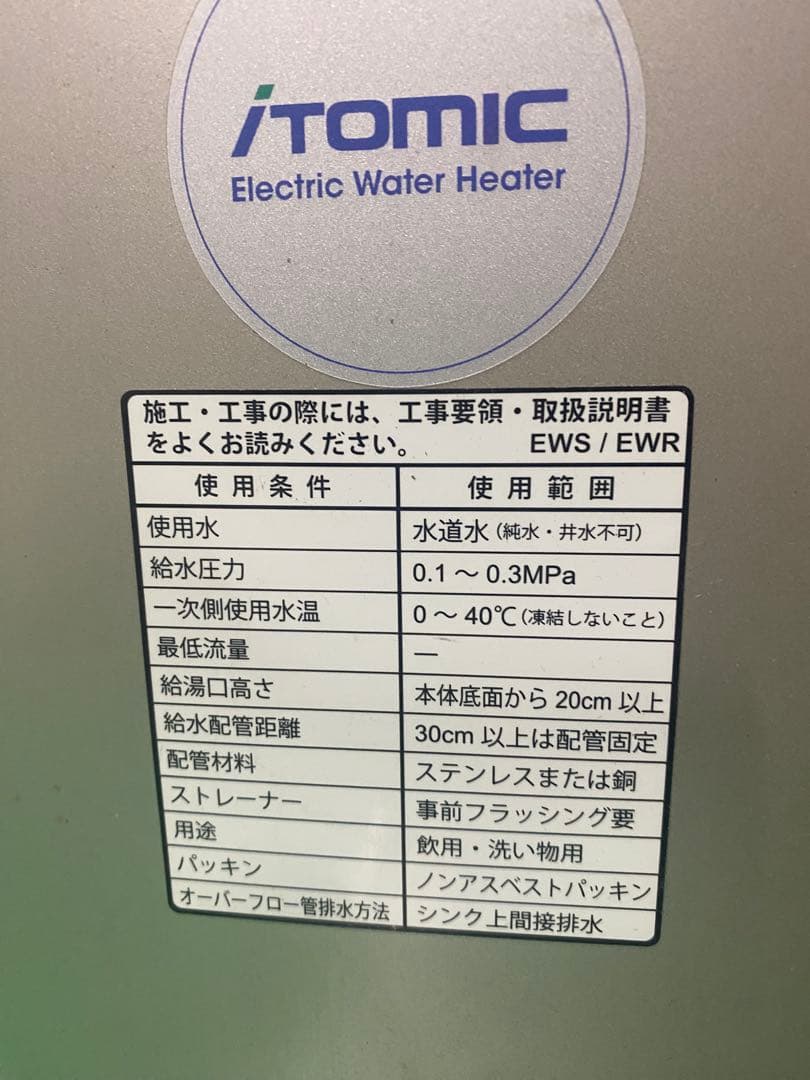 iTOMIC
Electric Water Heater
施工・工事の際には、工事要領・取扱説明書
をよくお読みください。 EWS / EWR
使用条件 使用範囲
使用水 水道水（純水・井水不可）
給水圧力 0.1～0.3MPa
一次側使用水温 0～40℃（凍結しないこと）
最低流量 —
給湯口高さ 本体底面から20cm以上
給水配管距離 30cm以上は配管固定
配管材料 ステンレスまたは銅
ストレーナー 事前フラッシング要
用途 飲用・洗い物用
パッキン ノンアスベストパッキン
オーバーフロー管排水方法 シンク上間接排水